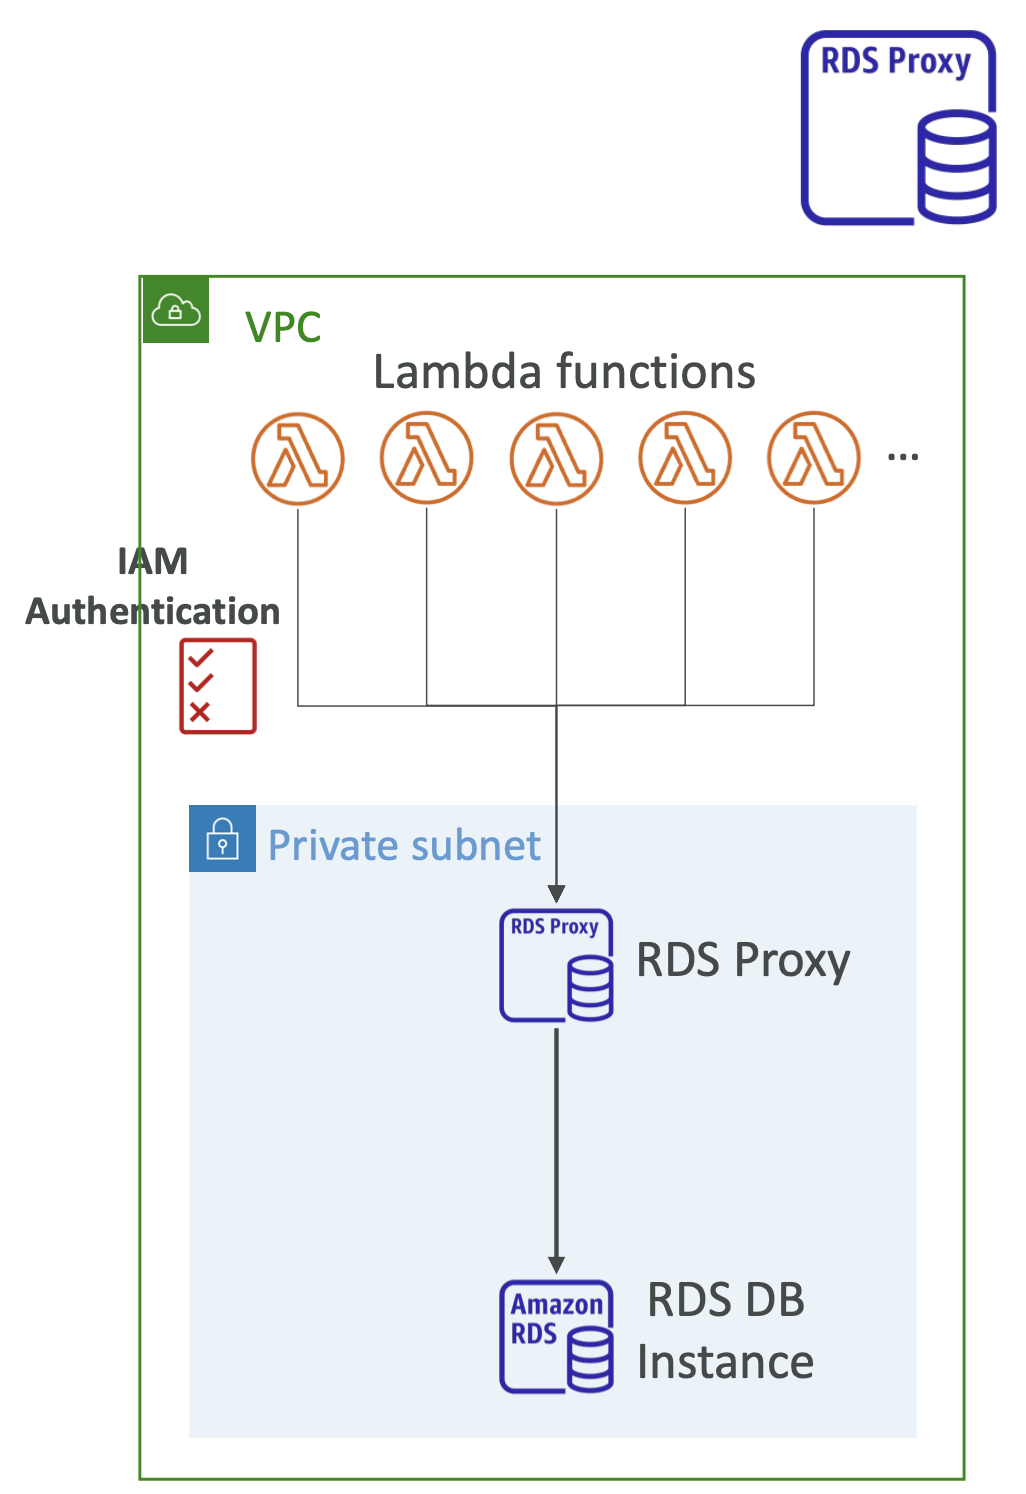 RDS Proxy
VPC
Lambda functions
...
IAM
Authentication
Private subnet
RDS Proxy
RDS Proxy
Amazon
RDS
RDS DB
Instance